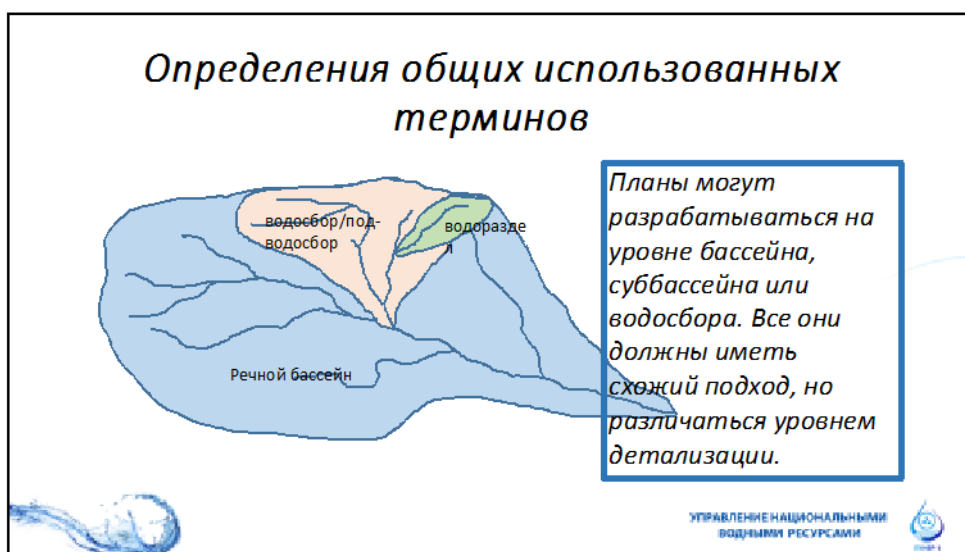 Определения общих использованных
терминов
водосбор/под-
водосбор
водоразде
л
Речной бассейн
Планы могут
разрабатываться на
уровне бассейна,
суббассейна или
водосбора. Все они
должны иметь
схожий подход, но
различаться уровнем
детализации.
УПРАВЛЕНИЕ НАЦИОНАЛЬНЫМИ
ВОДНЫМИ РЕСУРСАМИ